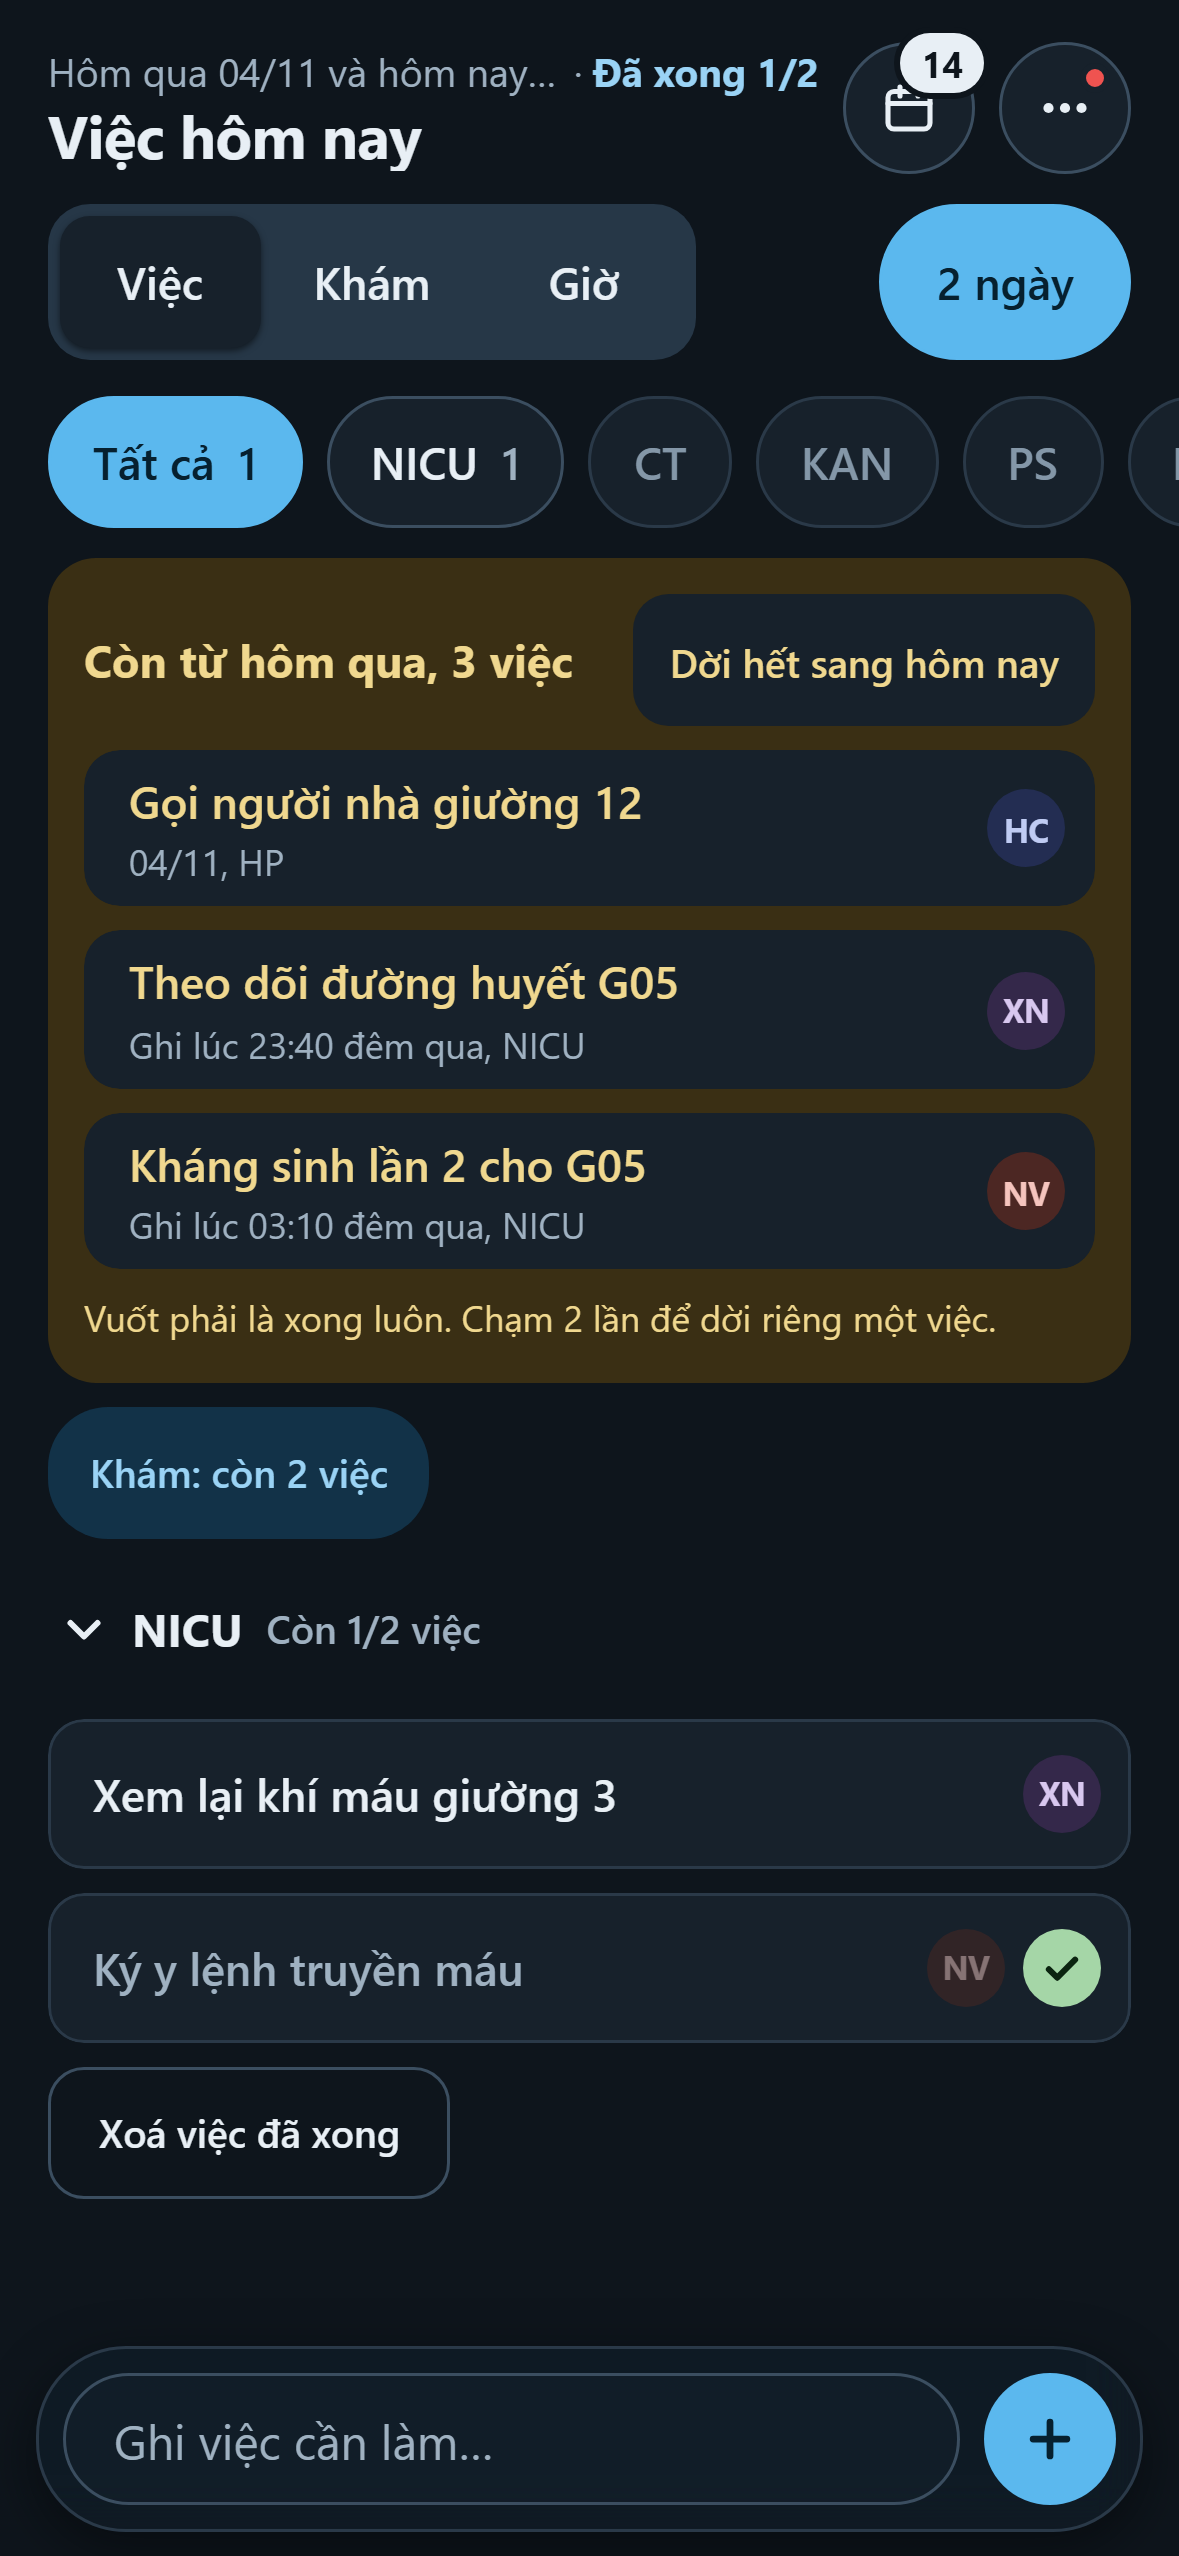 Hôm qua 04/11 và hôm nay... · Đã xong 1/2
14
Việc hôm nay
Việc
Khám
Giờ
2 ngày
Tất cả 1
NICU 1
CT
KAN
PS
Còn từ hôm qua, 3 việc
Dời hết sang hôm nay
Gọi người nhà giường 12
04/11, HP
HC
Theo dõi đường huyết G05
Ghi lúc 23:40 đêm qua, NICU
XN
Kháng sinh lần 2 cho G05
Ghi lúc 03:10 đêm qua, NICU
NV
Vuốt phải là xong luôn. Chạm 2 lần để dời riêng một việc.
Khám: còn 2 việc
NICU Còn 1/2 việc
Xem lại khí máu giường 3
XN
Ký y lệnh truyền máu
NV
Xoá việc đã xong
Ghi việc cần làm...